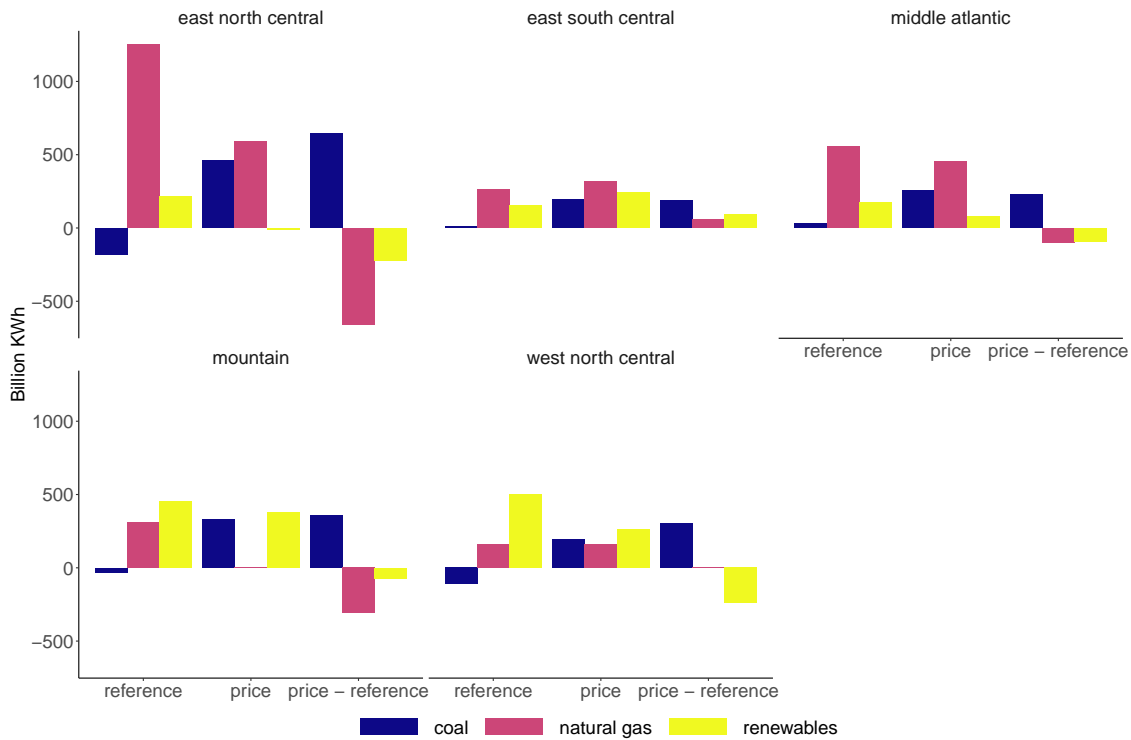 east north central
east south central
middle atlantic
1000
500
0
−500
reference
price
price − reference
Billion KWh
mountain
west north central
1000
500
0
−500
reference
price
price − reference
reference
price
price − reference
coal
natural gas
renewables